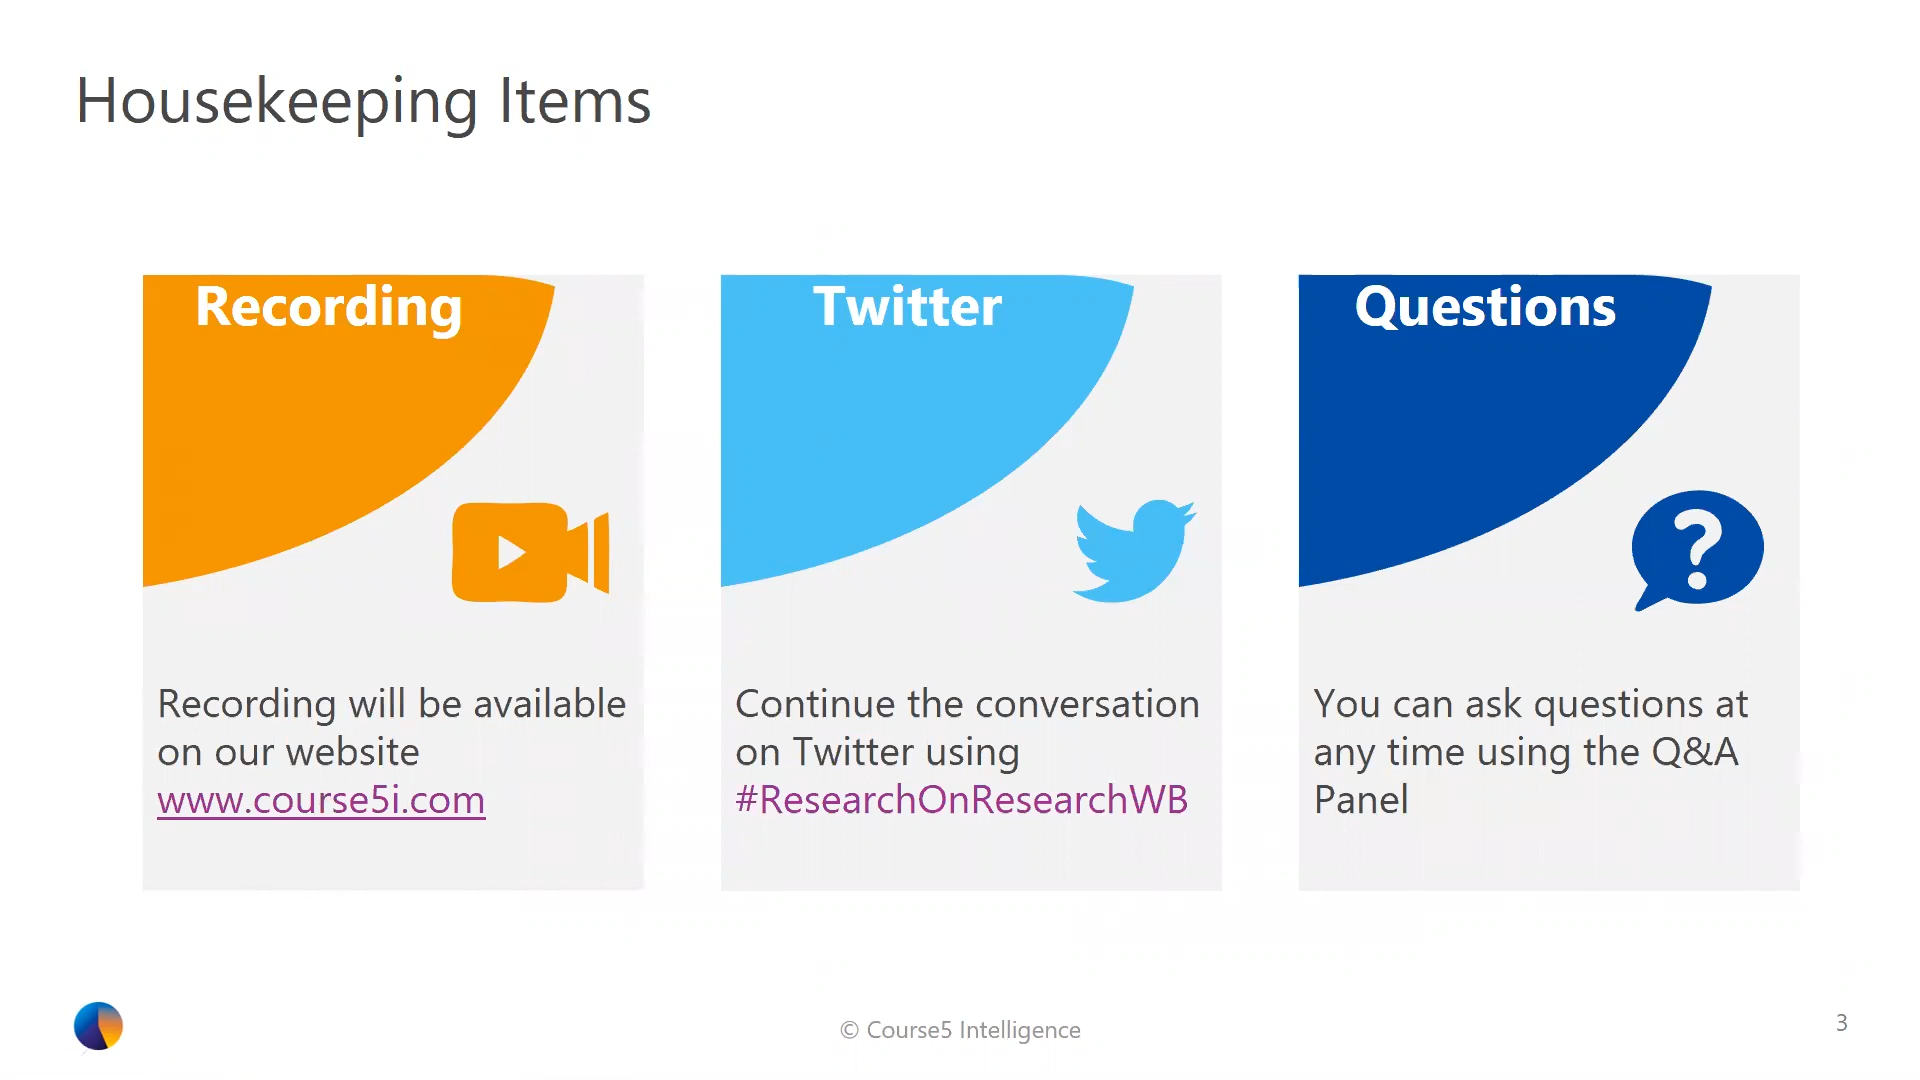 Housekeeping Items
Recording
Recording will be available
on our website
www.course5i.com
Twitter
Continue the conversation
on Twitter using
#ResearchOnResearchWB
Questions
?
You can ask questions at
any time using the Q&A
Panel
© Course5 Intelligence
3